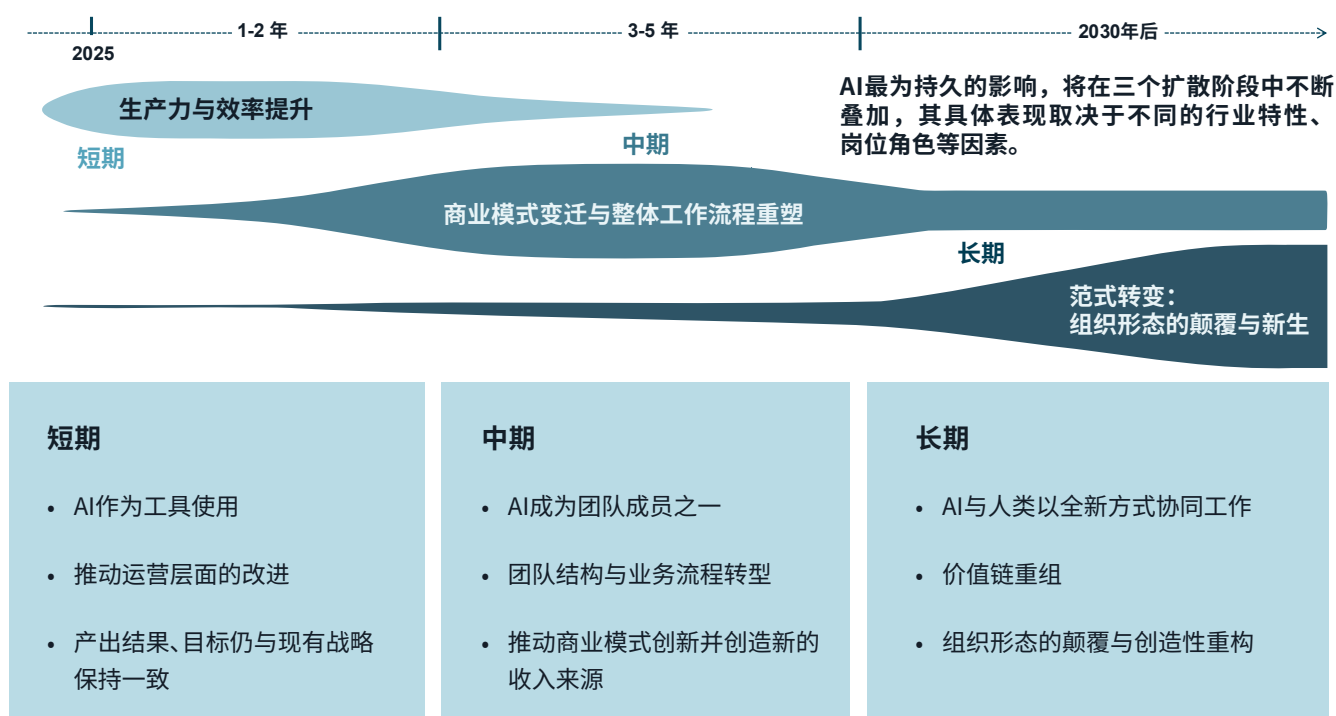 1-2 年
3-5 年
2030年后
2025
AI最为持久的影响，将在三个扩散阶段中不断
叠加，其具体表现取决于不同的行业特性、
岗位角色等因素。
生产力与效率提升
短期
中期
商业模式变迁与整体工作流程重塑
长期
范式转变：
组织形态的颠覆与新生
短期
• AI作为工具使用
• 推动运营层面的改进
• 产出结果、目标仍与现有战略
保持一致
中期
• AI成为团队成员之一
• 团队结构与业务流程转型
• 推动商业模式创新并创造新的
收入来源
长期
• AI与人类以全新方式协同工作
• 价值链重组
• 组织形态的颠覆与创造性重构